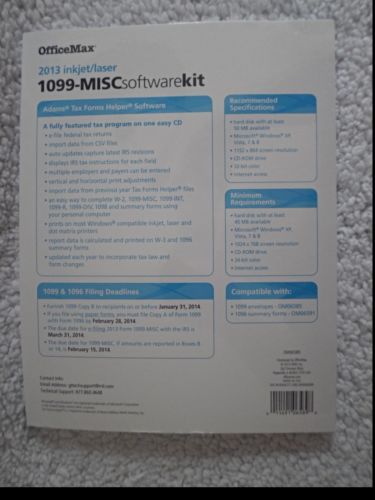 OfficeMax
2013 inkjet/laser
1099-MISCsoftwarekit
Adams® Tax Forms Helper® Software
A fully featured tax program on one easy CD
• e-file federal tax returns
• import data from CSV files
• auto updates capture latest IRS revisions
• displays IRS tax instructions for each field
• multiple employers and payers can be entered
• vertical and horizontal print adjustments
• import data from previous year Tax Forms Helper® files
• an easy way to complete W-2, 1099-MISC, 1099-INT,
1099-R, 1099-DIV, 1098 and summary forms using
your personal computer
• prints on most Windows® compatible inkjet, laser and
dot matrix printers
• report data is calculated and printed on W-3 and 1096
summary forms
• updated each year to incorporate tax law and
form changes
1099 & 1096 Filing Deadlines
• Furnish 1099 Copy B to recipients on or before January 31, 2014.
• If you file using paper forms you must file Copy A of Form 1099
with Form 1096 by February 28, 2014.
• The due date for e-filing 2013 Form 1099-MISC with the IRS is
March 31, 2014.
• The due date for 1099-MISC, if amounts are reported in Boxes 8
or 14, is February 15, 2014.
Recommended
Specifications
• hard disk with at least
50 MB available
• Microsoft® Windows® XP,
Vista, 7 & 8
• 1152 x 864 screen resolution
• CD-ROM drive
• 24-bit color
• internet access
Minimum
Requirements
• hard disk with at least
45 MB available
• Microsoft® Windows® XP,
Vista, 7 & 8
• 1024 x 768 screen resolution
• CD-ROM drive
• 24-bit color
• internet access
Compatible with:
• 1099 envelopes -
• 1096 summary forms -
Contact Info:
Email Address:
Technical Support: